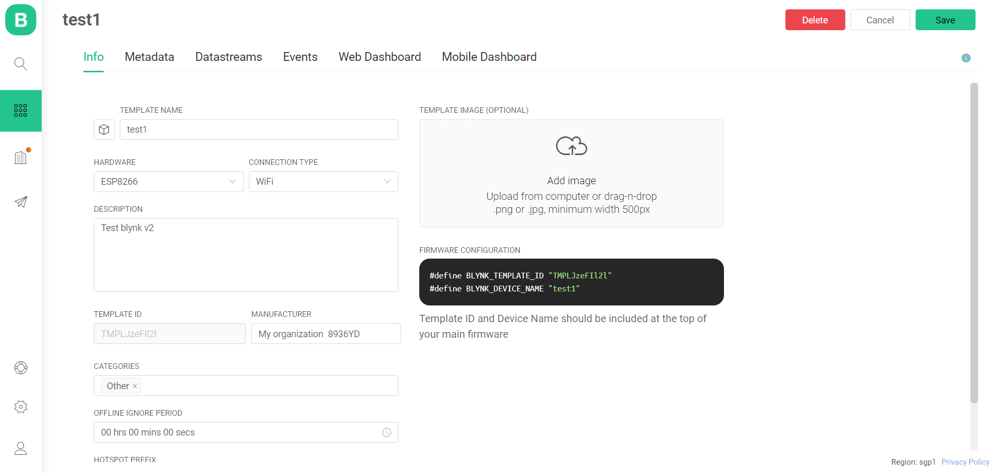 B
test1
Delete
Cancel
Save
Info
Metadata
Datastreams
Events
Web Dashboard
Mobile Dashboard
TEMPLATE NAME
test1
HARDWARE
CONNECTION TYPE
ESP8266
WiFi
DESCRIPTION
Test blynk v2
TEMPLATE ID
MANUFACTURER
TMPLJzeFIl2l
My organization  8936YD
CATEGORIES
Other ×
OFFLINE IGNORE PERIOD
00 hrs 00 mins 00 secs
HOTSPOT PREFIX
TEMPLATE IMAGE (OPTIONAL)
Add image
Upload from computer or drag-n-drop
.png or .jpg, minimum width 500px
FIRMWARE CONFIGURATION
#define BLYNK_TEMPLATE_ID "TMPLJzeFIl2l"
#define BLYNK_DEVICE_NAME "test1"
Template ID and Device Name should be included at the top of
your main firmware
Region: sgp1
Privacy Policy